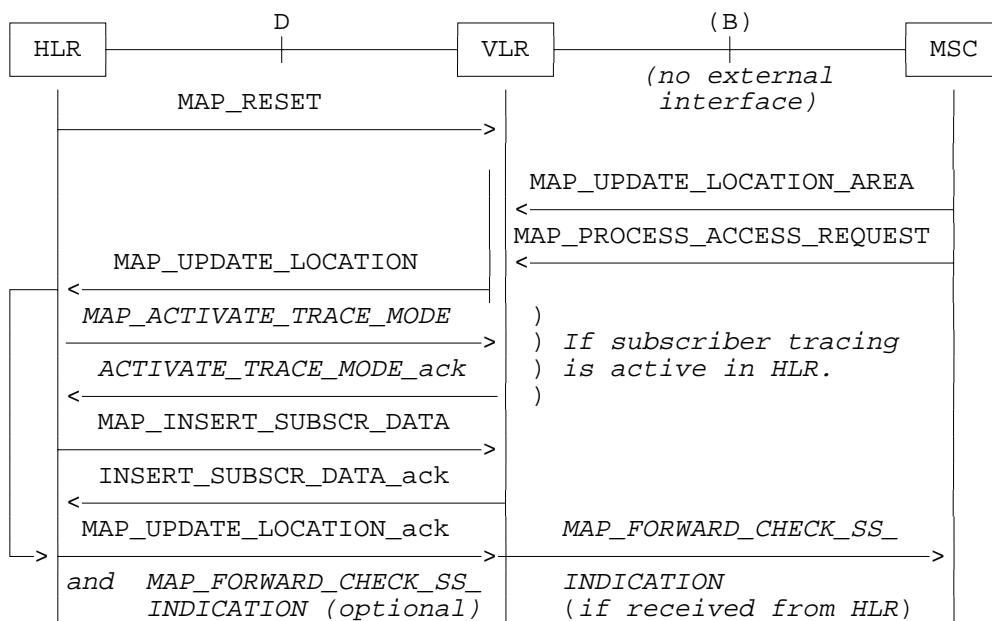 D (B)
HLR VLR MSC
(no external
interface)
MAP_RESET
MAP_UPDATE_LOCATION_AREA
MAP_PROCESS_ACCESS_REQUEST
MAP_UPDATE_LOCATION
MAP_ACTIVATE_TRACE_MODE )
) If subscriber tracing
ACTIVATE_TRACE_MODE_ack ) is active in HLR.
)
MAP_INSERT_SUBSCR_DATA
INSERT_SUBSCR_DATA_ack
MAP_UPDATE_LOCATION_ack MAP_FORWARD_CHECK_SS_
and MAP_FORWARD_CHECK_SS_ INDICATION
INDICATION (optional) (if received from HLR)